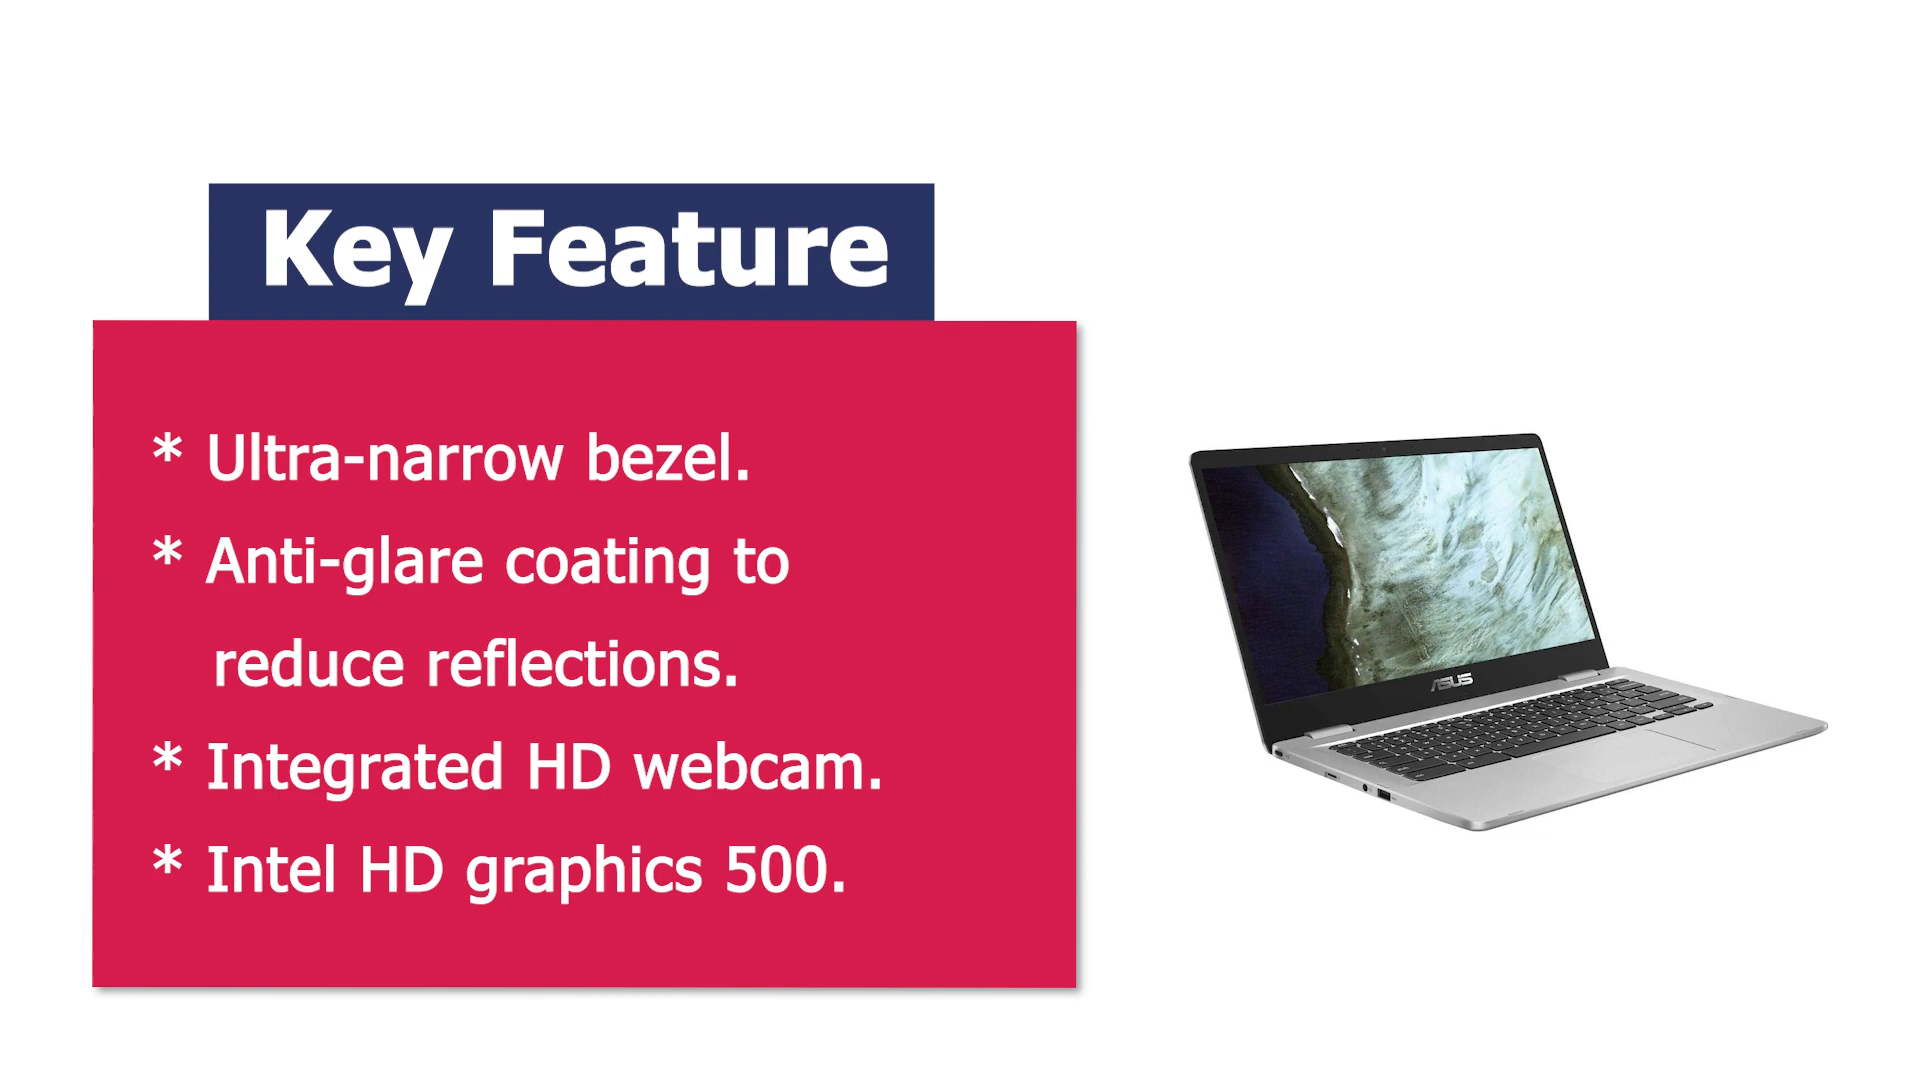 Key Feature
* Ultra-narrow bezel.
* Anti-glare coating to
reduce reflections.
* Integrated HD webcam.
* Intel HD graphics 500.
ASUS